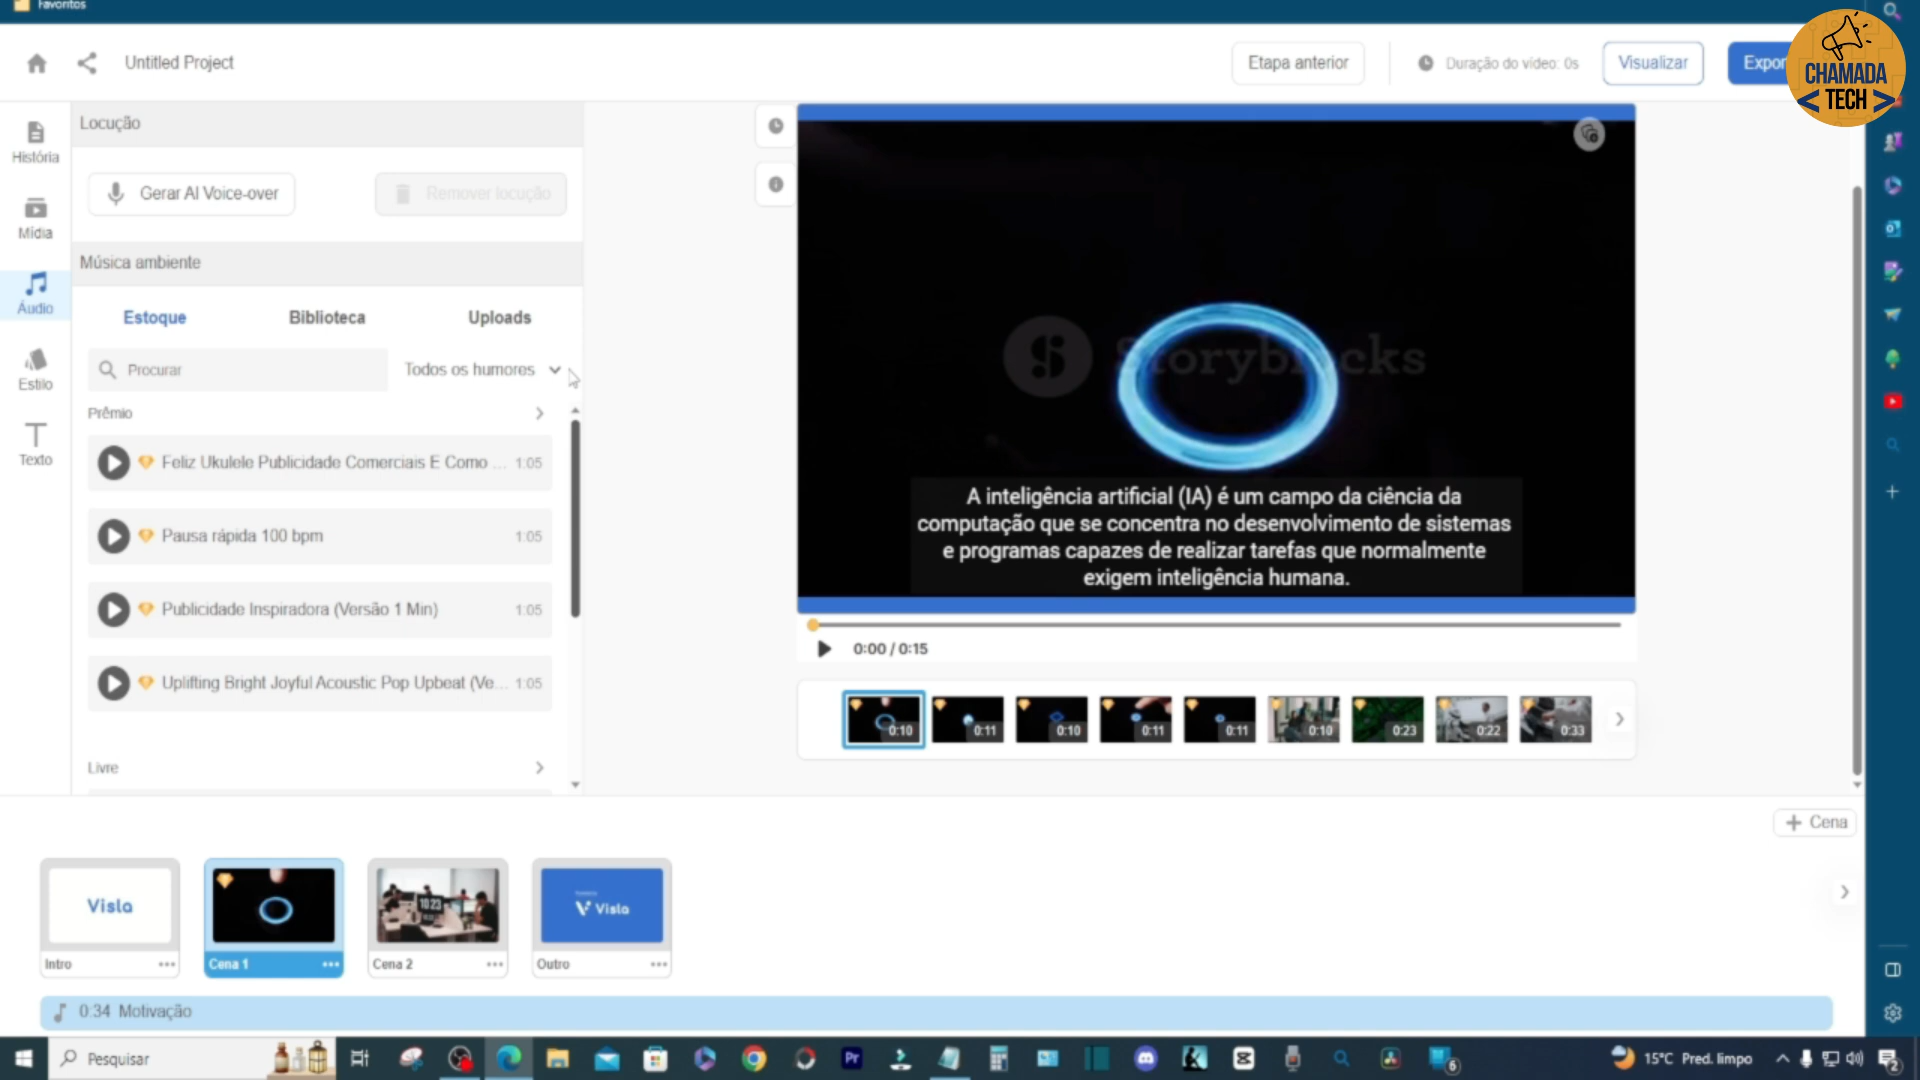 Favoritos
Untitled Project
Etapa anterior
Duração do vídeo: 0s
Visualizar
Expor
CHAMADA
< TECH >
História
Mídia
Áudio
Estilo
Texto
Locução
Gerar AI Voice-over
Remover locução
Música ambiente
Estoque
Biblioteca
Uploads
Procurar
Todos os humores
Prêmio
Feliz Ukulele Publicidade Comerciais E Como ... 1:05
Pausa rápida 100 bpm 1:05
Publicidade Inspiradora (Versão 1 Min) 1:05
Uplifting Bright Joyful Acoustic Pop Upbeat (Ve... 1:05
Livre
Storyblocks
A inteligência artificial (IA) é um campo da ciência da
computação que se concentra no desenvolvimento de sistemas
e programas capazes de realizar tarefas que normalmente
exigem inteligência humana.
0:00 / 0:15
0:10 0:11 0:10 0:11 0:11 0:10 0:23 0:22 0:33
+ Cena
Visla
18 23
Visla
Intro ...
Cena 1 ...
Cena 2 ...
Outro ...
0:34 Motivação
Pesquisar
Pr
6
15°C Pred. limpo
2